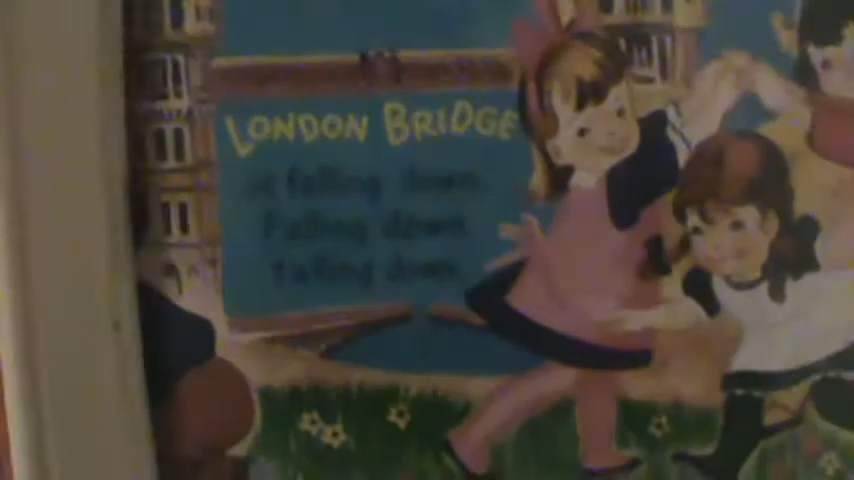 LONDON BRIDGE
is falling down,
Falling down,
falling down,